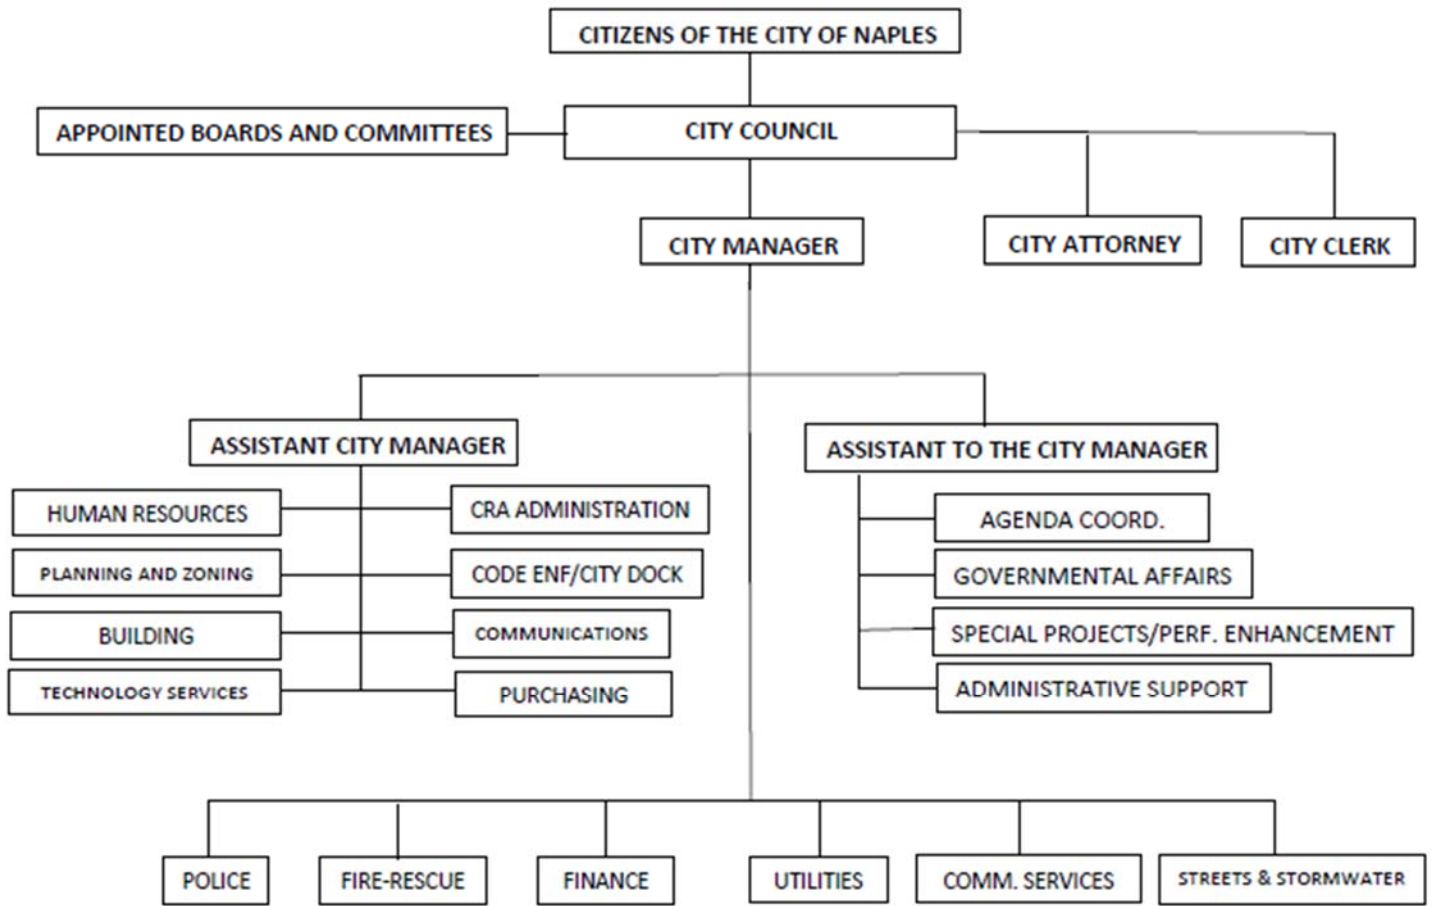 CITIZENS OF THE CITY OF NAPLES
APPOINTED BOARDS AND COMMITTEES
CITY COUNCIL
CITY MANAGER
CITY ATTORNEY
CITY CLERK
ASSISTANT CITY MANAGER
HUMAN RESOURCES
CRA ADMINISTRATION
PLANNING AND ZONING
CODE ENF/CITY DOCK
BUILDING
COMMUNICATIONS
TECHNOLOGY SERVICES
PURCHASING
ASSISTANT TO THE CITY MANAGER
AGENDA COORD.
GOVERNMENTAL AFFAIRS
SPECIAL PROJECTS/PERF. ENHANCEMENT
ADMINISTRATIVE SUPPORT
POLICE
FIRE-RESCUE
FINANCE
UTILITIES
COMM. SERVICES
STREETS & STORMWATER